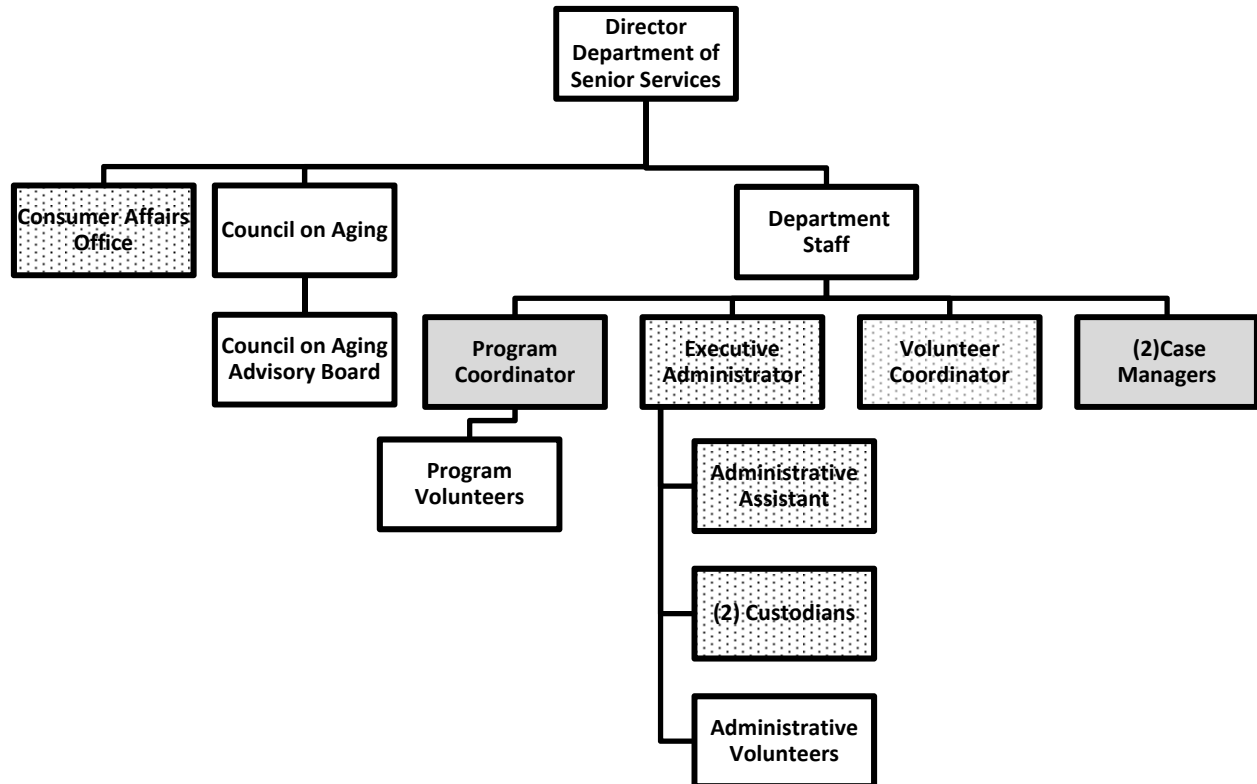 Director
Department of
Senior Services
Consumer Affairs
Office
Council on Aging
Department
Staff
Council on Aging
Advisory Board
Program
Coordinator
Executive
Administrator
Volunteer
Coordinator
(2)Case
Managers
Program
Volunteers
Administrative
Assistant
(2) Custodians
Administrative
Volunteers